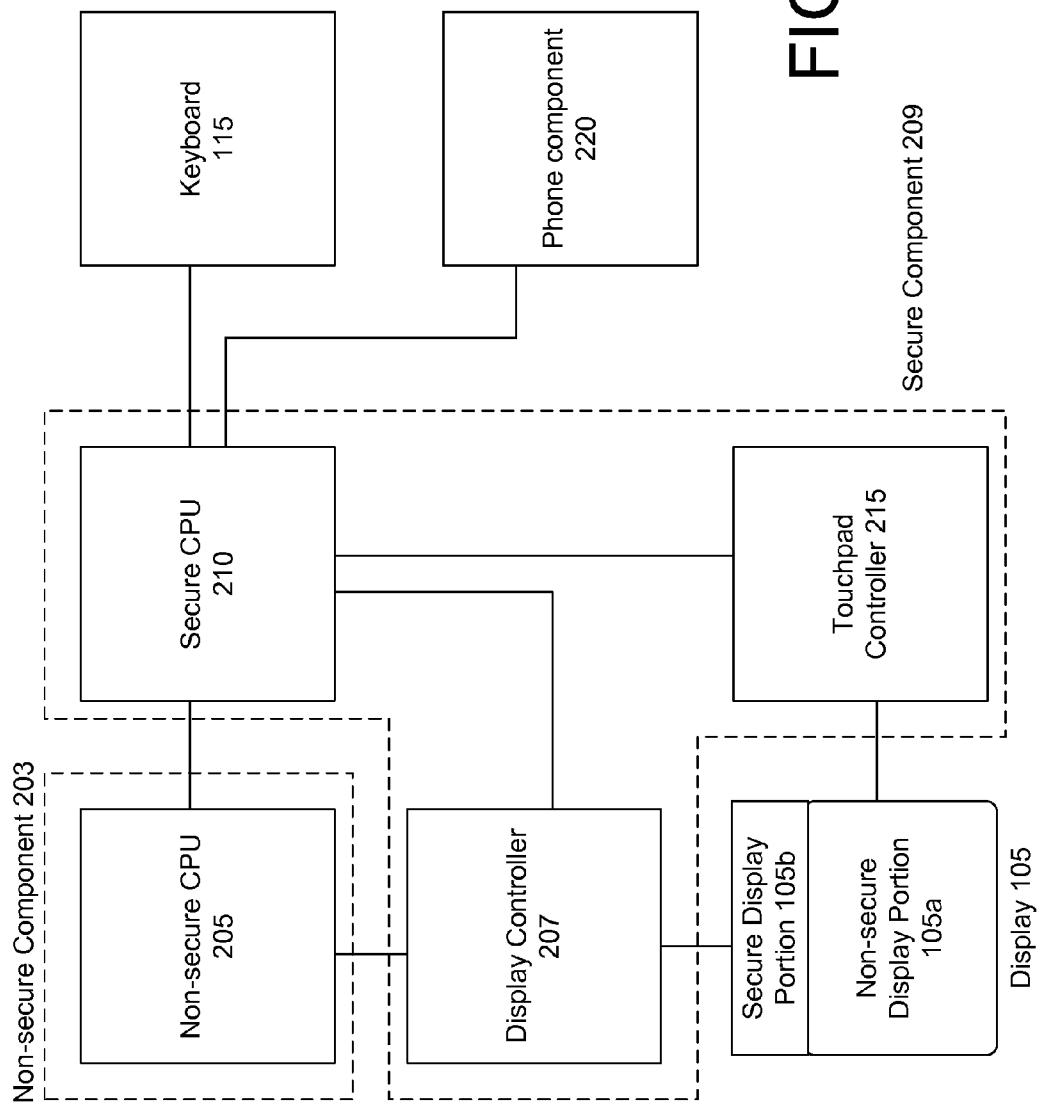 Non-secure Component 203
Non-secure CPU
205
Secure CPU
210
Keyboard
115
Display Controller
207
Phone component
220
Secure Display
Portion 105b
Non-secure
Display Portion
105a
Touchpad
Controller 215
Display 105
Secure Component 209
FIG